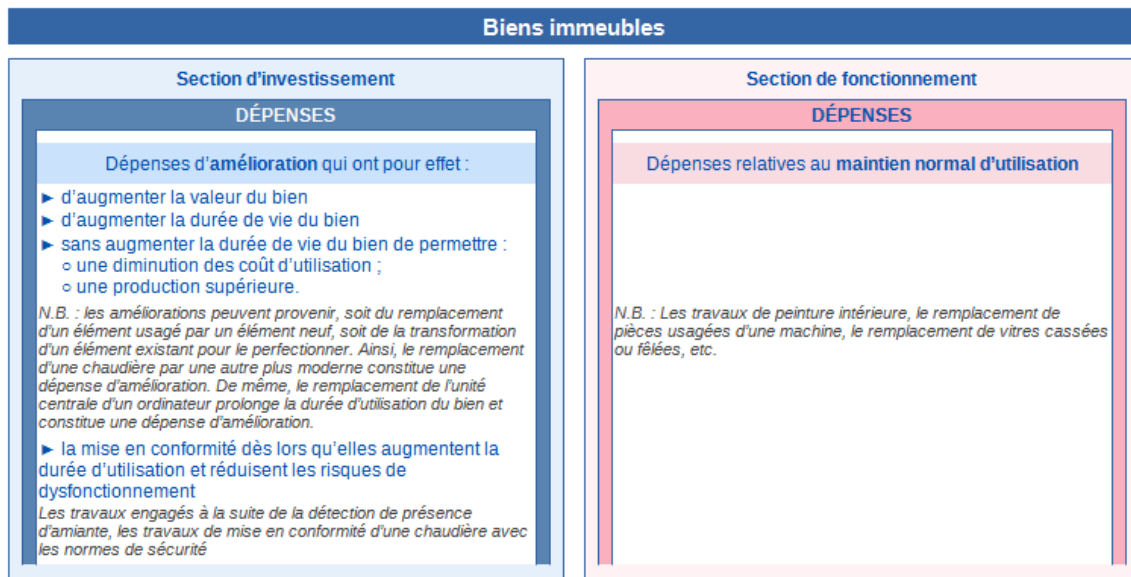 Biens immeubles
Section d’investissement
DÉPENSES
Dépenses d’amélioration qui ont pour effet :
► d’augmenter la valeur du bien
► d’augmenter la durée de vie du bien
► sans augmenter la durée de vie du bien de permettre :
○ une diminution des coût d’utilisation ;
○ une production supérieure.
N.B. : les améliorations peuvent provenir, soit du remplacement
d’un élément usagé par un élément neuf, soit de la transformation
d’un élément existant pour le perfectionner. Ainsi, le remplacement
d’une chaudière par une autre plus moderne constitue une
dépense d’amélioration. De même, le remplacement de l’unité
centrale d’un ordinateur prolonge la durée d’utilisation du bien et
constitue une dépense d’amélioration.
► la mise en conformité dès lors qu’elles augmentent la
durée d’utilisation et réduisent les risques de
dysfonctionnement
Les travaux engagés à la suite de la détection de présence
d’amiante, les travaux de mise en conformité d’une chaudière avec
les normes de sécurité
Section de fonctionnement
DÉPENSES
Dépenses relatives au maintien normal d’utilisation
N.B. : Les travaux de peinture intérieure, le remplacement de
pièces usagées d’une machine, le remplacement de vitres cassées
ou fêlées, etc.